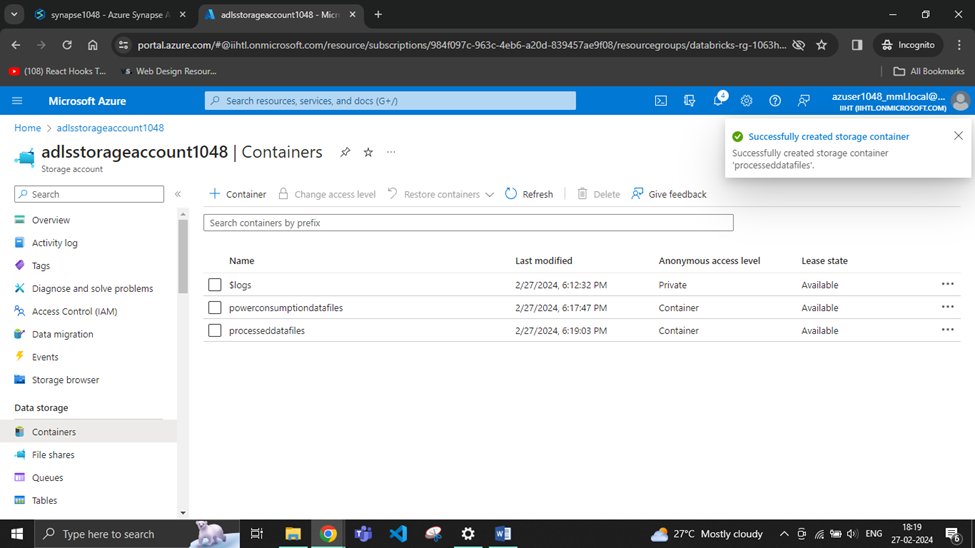 synapse1048 - Azure Synapse A
adlsstorageaccount1048 - Micr
portal.azure.com/#@iihtl.onmicrosoft.com/resource/subscriptions/984f097c-963c-4eb6-a20d-839457ae9f08/resourcegroups/databricks-rg-1063h...
Incognito
(108) React Hooks T...
Web Design Resour...
All Bookmarks
Microsoft Azure
Search resources, services, and docs (G+/)
4
azuser1048_mml.local@...
IIHT (IIHTL.ONMICROSOFT.COM)
Home > adlsstorageaccount1048
Successfully created storage container
Successfully created storage container
'processeddatafiles'.
adlsstorageaccount1048 | Containers
Storage account
Search
Container
Change access level
Restore containers
Refresh
Delete
Give feedback
Search containers by prefix
Overview
Activity log
Tags
Diagnose and solve problems
Access Control (IAM)
Data migration
Events
Storage browser
Data storage
Containers
File shares
Queues
Tables
Name Last modified Anonymous access level Lease state
$logs 2/27/2024, 6:12:32 PM Private Available
powerconsumptiondatafiles 2/27/2024, 6:17:47 PM Container Available
processeddatafiles 2/27/2024, 6:19:03 PM Container Available
Type here to search
27°C Mostly cloudy
ENG
18:19
27-02-2024
6